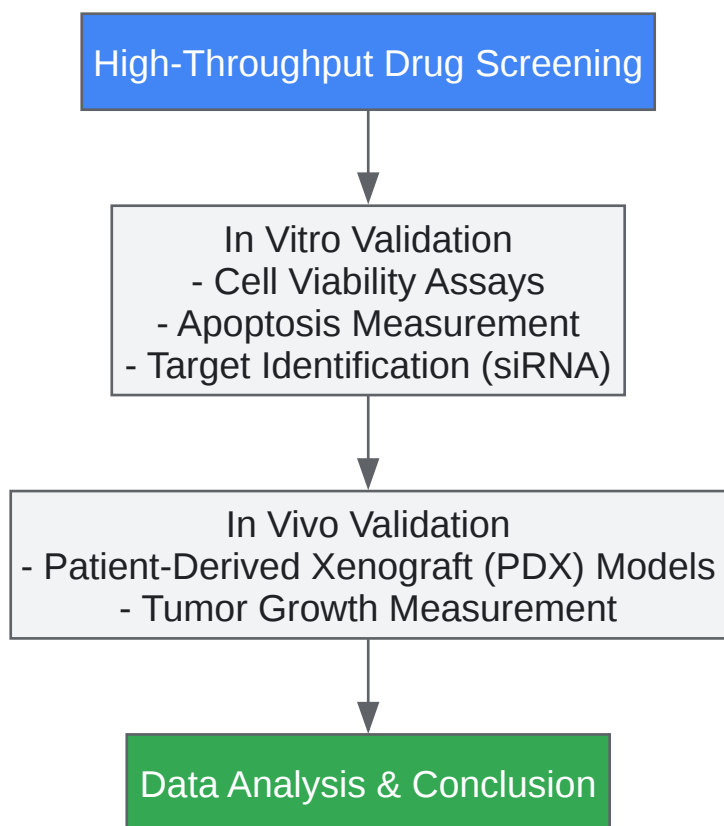 High-Throughput Drug Screening
In Vitro Validation
- Cell Viability Assays
- Apoptosis Measurement
- Target Identification (siRNA)
In Vivo Validation
- Patient-Derived Xenograft (PDX) Models
- Tumor Growth Measurement
Data Analysis & Conclusion